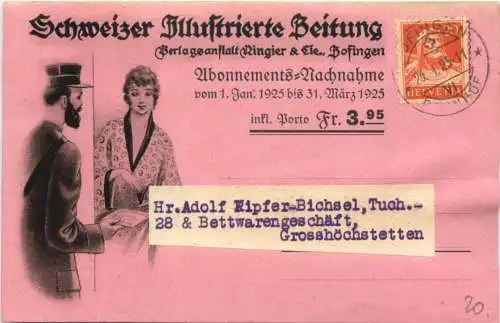 Schweizer Illustrierte Zeitung
Verlagsanstalt Ringier & Cie., Zofingen
Abonnements=Nachnahme
vom 1. Jan. 1925 bis 31. März 1925
inkl. Porto Fr. 3.95
HELVETIA
Hr.Adolf Kipfer-Bichsel,Tuch.-
28 & Bettwarengeschäft,
Grosshöchstetten
20.